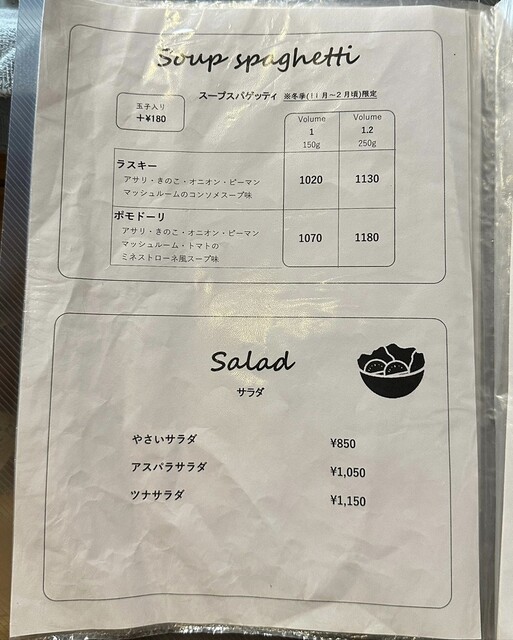 Soup spaghetti
スープスパゲッティ ※冬季(11月～2月頃)限定
玉子入り
＋¥180
Volume
1
150g
Volume
1.2
250g
ラスキー
アサリ・きのこ・オニオン・ピーマン
マッシュルームのコンソメスープ味
1020 1130
ポモドーリ
アサリ・きのこ・オニオン・ピーマン
マッシュルーム・トマトの
ミネストローネ風スープ味
1070 1180
Salad
サラダ
やさいサラダ ¥850
アスパラサラダ ¥1,050
ツナサラダ ¥1,150